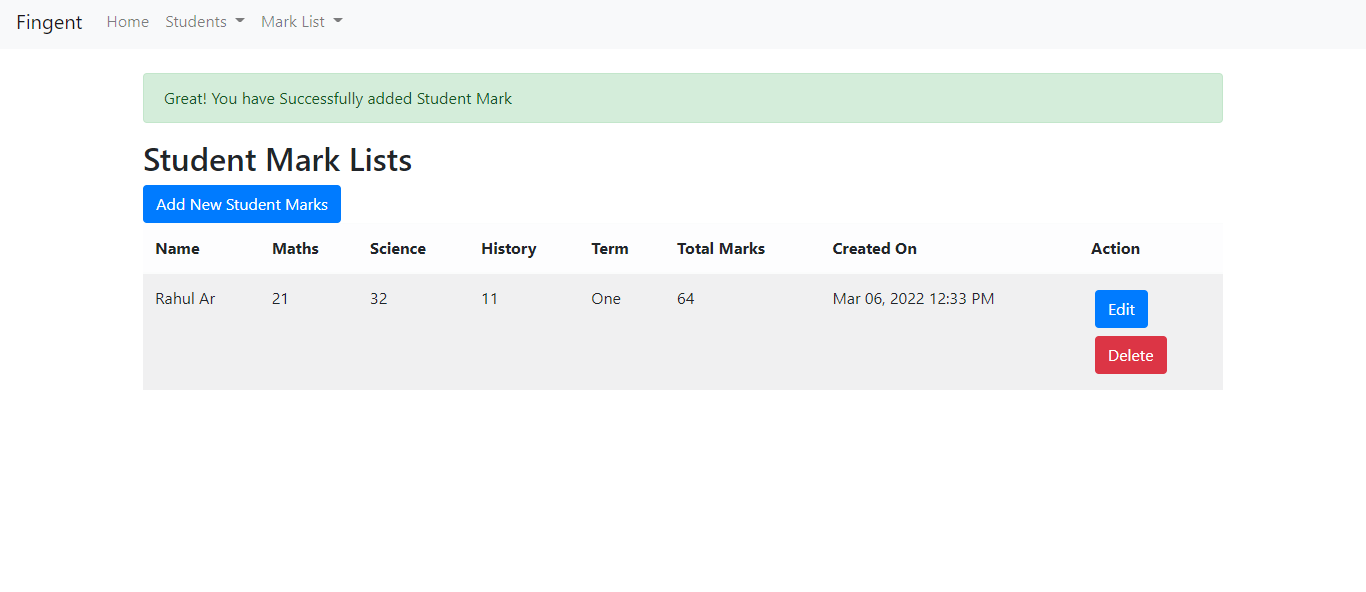 Fingent Home Students Mark List
Great! You have Successfully added Student Mark
Student Mark Lists
Add New Student Marks
Name Maths Science History Term Total Marks Created On Action
Rahul Ar 21 32 11 One 64 Mar 06, 2022 12:33 PM Edit
Delete